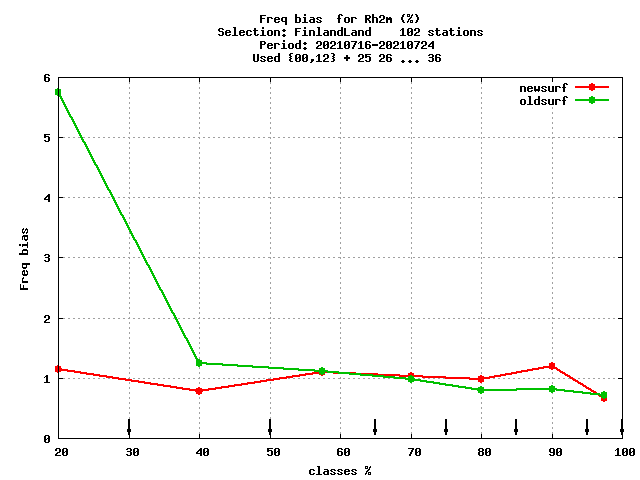 Freq bias  for Rh2m (%)
Selection: FinlandLand    102 stations
Period: 20210716-20210724
Used {00,12} + 25 26 ... 36
newsurf
oldsurf
6
5
4
3
2
1
0
Freq bias
20 30 40 50 60 70 80 90 100
classes %